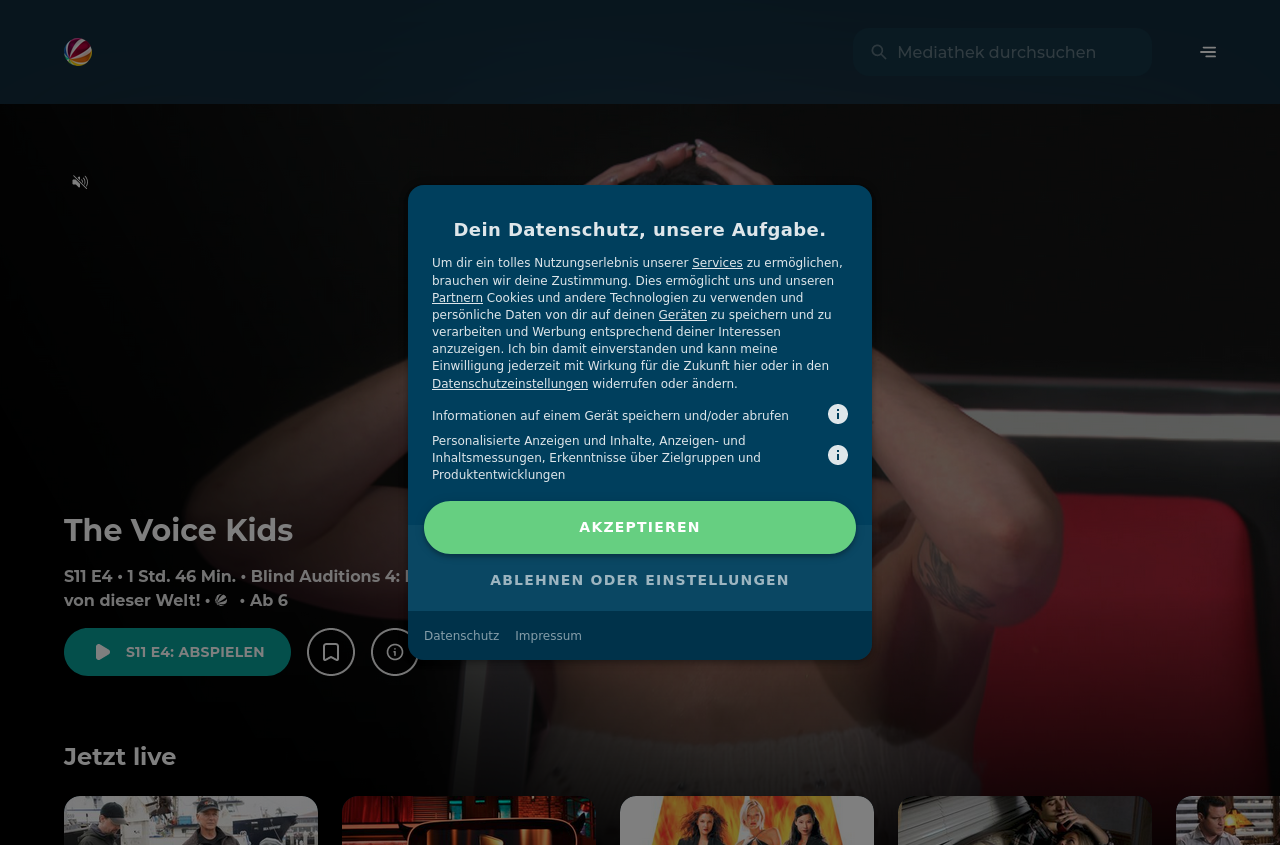 Mediathek durchsuchen
Dein Datenschutz, unsere Aufgabe.
Um dir ein tolles Nutzungserlebnis unserer Services zu ermöglichen,
brauchen wir deine Zustimmung. Dies ermöglicht uns und unseren
Partnern Cookies und andere Technologien zu verwenden und
persönliche Daten von dir auf deinen Geräten zu speichern und zu
verarbeiten und Werbung entsprechend deiner Interessen
anzuzeigen. Ich bin damit einverstanden und kann meine
Einwilligung jederzeit mit Wirkung für die Zukunft hier oder in den
Datenschutzeinstellungen widerrufen oder ändern.
Informationen auf einem Gerät speichern und/oder abrufen
Personalisierte Anzeigen und Inhalte, Anzeigen- und
Inhaltsmessungen, Erkenntnisse über Zielgruppen und
Produktentwicklungen
AKZEPTIEREN
ABLEHNEN ODER EINSTELLUNGEN
Datenschutz Impressum
The Voice Kids
S11 E4 • 1 Std. 46 Min. • Blind Auditions 4:
von dieser Welt! • • Ab 6
S11 E4: ABSPIELEN
Jetzt live